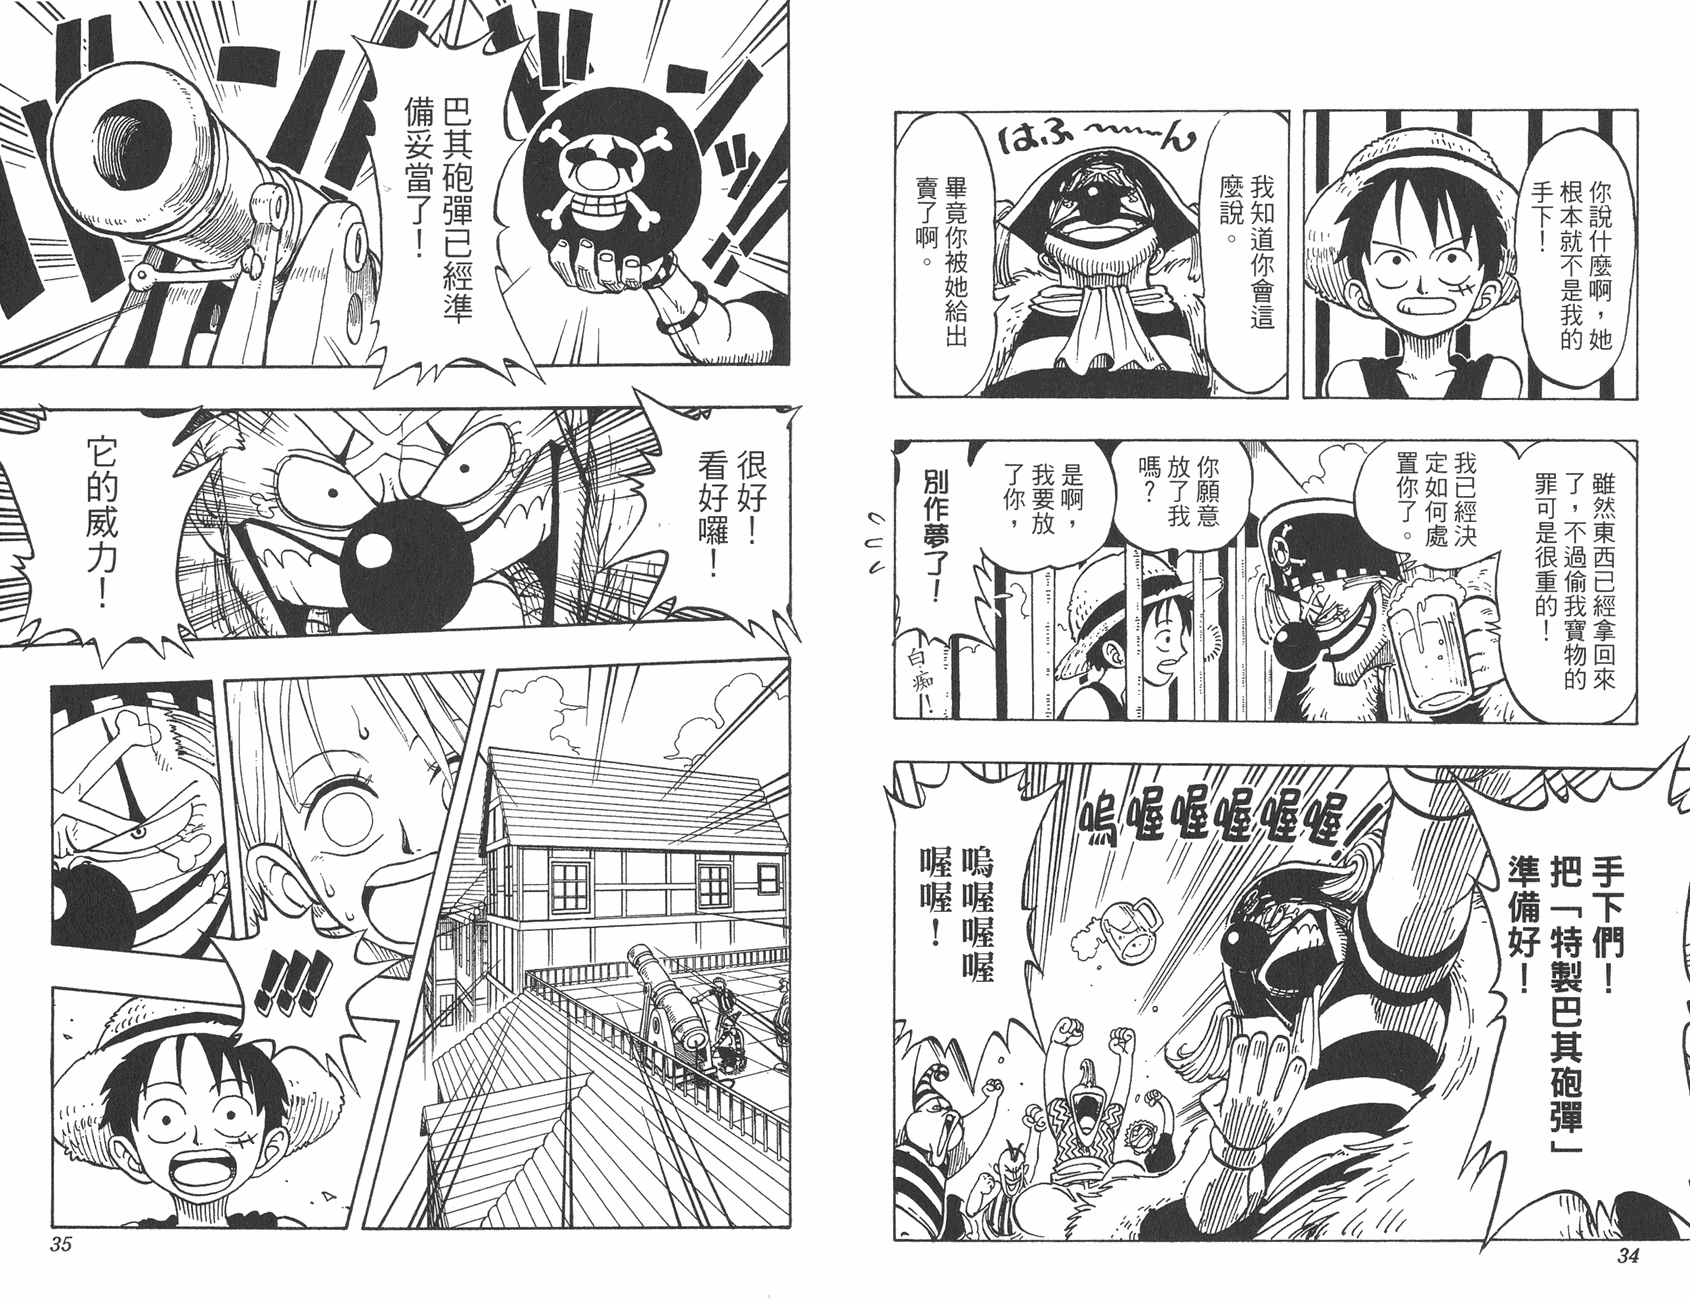 你說什麼啊，她
根本就不是我的
手下！
我知道你會這
麼說。
はふ〜〜ん
畢竟你被她給出
賣了啊。
雖然東西已經拿回來
了，不過偷我寶物的
罪可是很重的！
我已經決
定如何處
置你了。
你願意
放了我
嗎？
是啊，
我要放
了你，
別作夢了！
白痴！
手下們！
把「特製巴其砲彈」
準備好！
嗚喔喔喔喔喔！
嗚喔喔喔
喔喔！
34
巴其砲彈已經準
備妥當了！
很好！
看好囉！
它的威力！
!!!
35